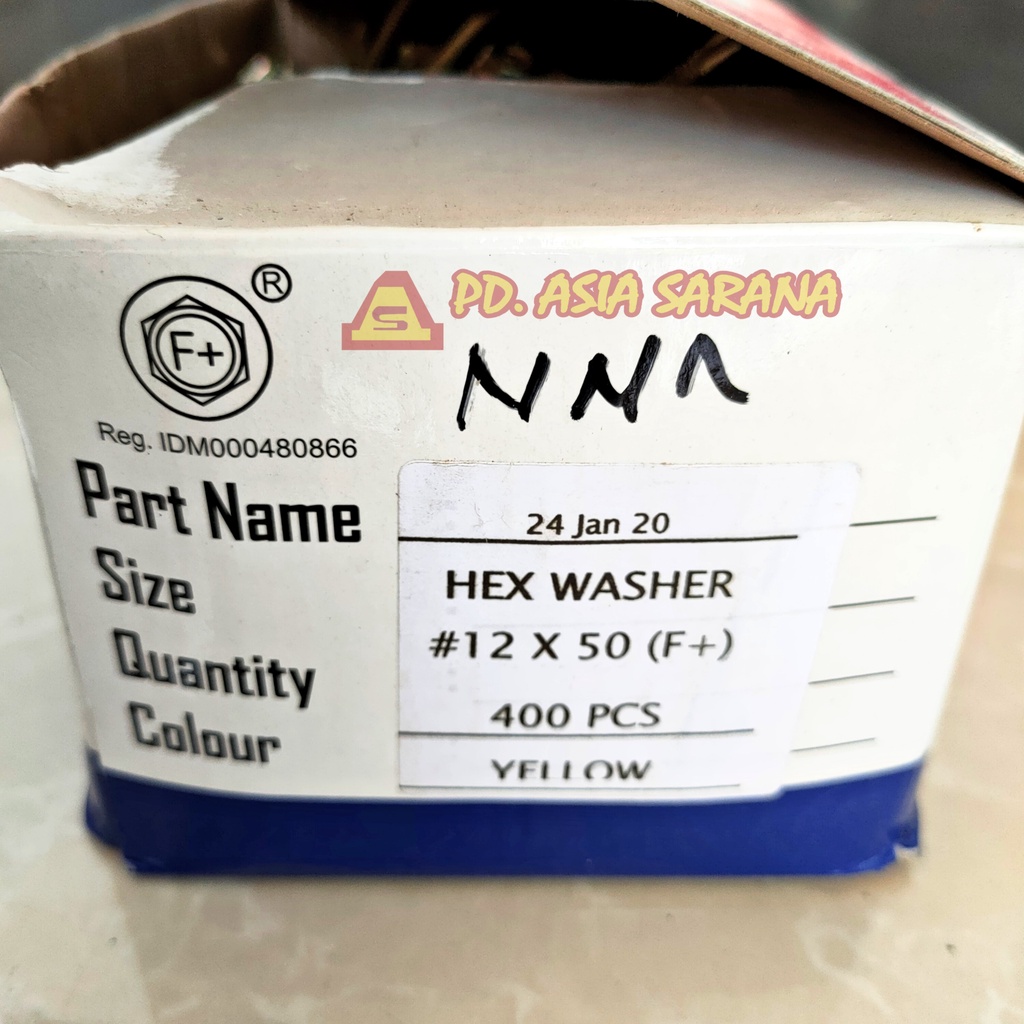 ®
F+
PD. ASIA SARANA
Reg. IDM000480866
Part Name
Size
Quantity
Colour
24 Jan 20
HEX WASHER
#12 X 50 (F+)
400 PCS
YELLOW